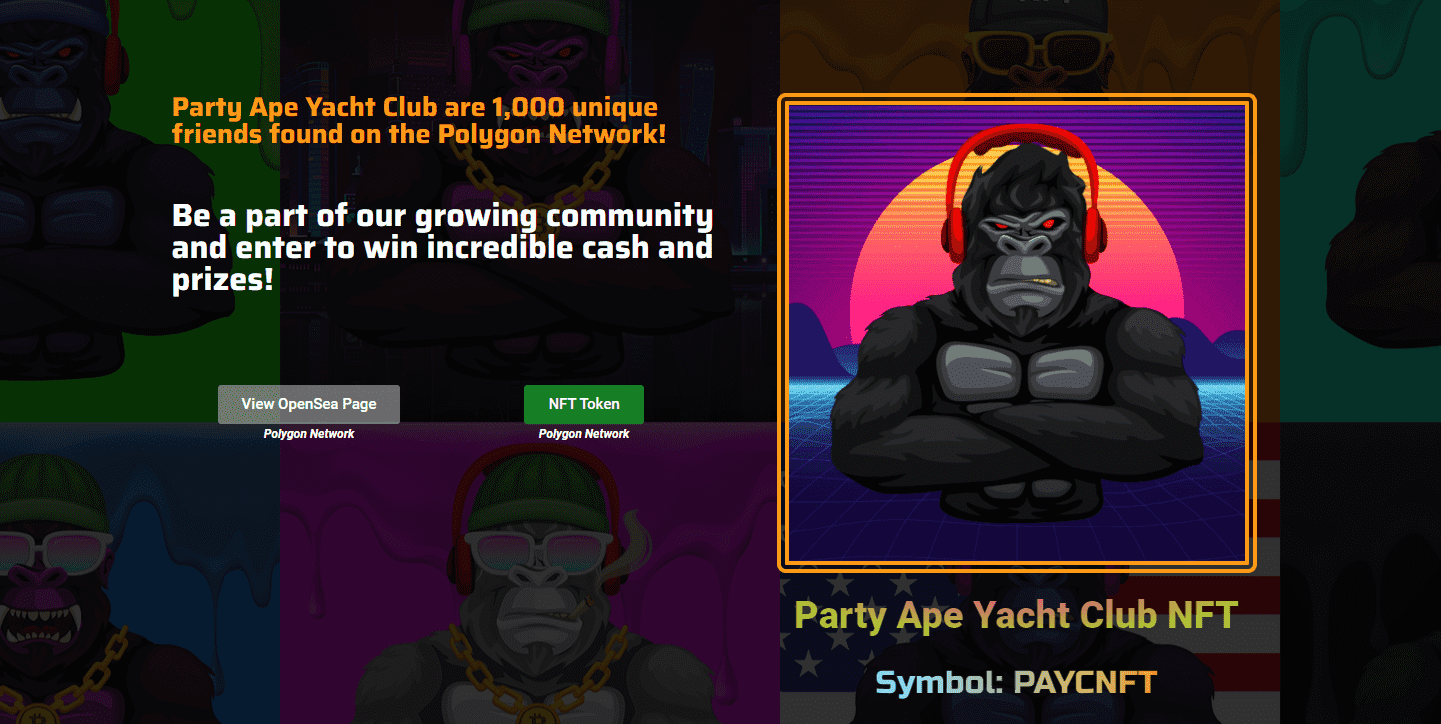 Party Ape Yacht Club are 1,000 unique
friends found on the Polygon Network!
Be a part of our growing community
and enter to win incredible cash and
prizes!
View OpenSea Page
Polygon Network
NFT Token
Polygon Network
Party Ape Yacht Club NFT
Symbol: PAYCNFT